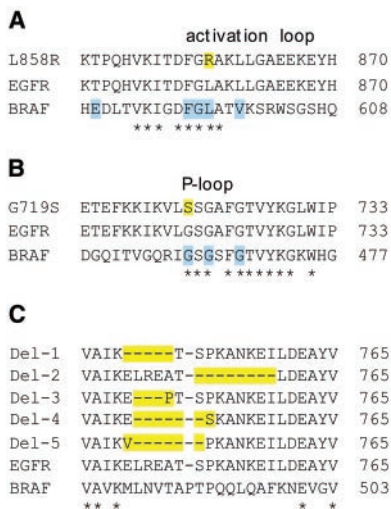 A
activation loop
L858R KTPQHVKITDFGRAKLLGAEEKEYH 870
EGFR KTPQHVKITDFGLAKLLGAEEKEYH 870
BRAF HEDLTVKIGDFGLATVKSRWSGSHQ 608
*** *****
B
P-loop
G719S ETEFKKIKVLSSGAFGTVYKGLWIP 733
EGFR ETEFKKIKVLGSGAFGTVYKGLWIP 733
BRAF DGQITVGQRIGSGSFGTVYKGKWHG 477
*** ******* *
C
Del-1 VAIK-----T-SPKANKEILDEAYV 765
Del-2 VAIKELREAT--------LDEAYV 765
Del-3 VAIKE---PT-SPKANKEILDEAYV 765
Del-4 VAIKE-------SPKANKEILDEAYV 765
Del-5 VAIKV-------PKANKEILDEAYV 765
EGFR VAIKELREAT-SPKANKEILDEAYV 765
BRAF VAVKMLNVTAPTPQQLQAFKNEVGV 503
** * * *